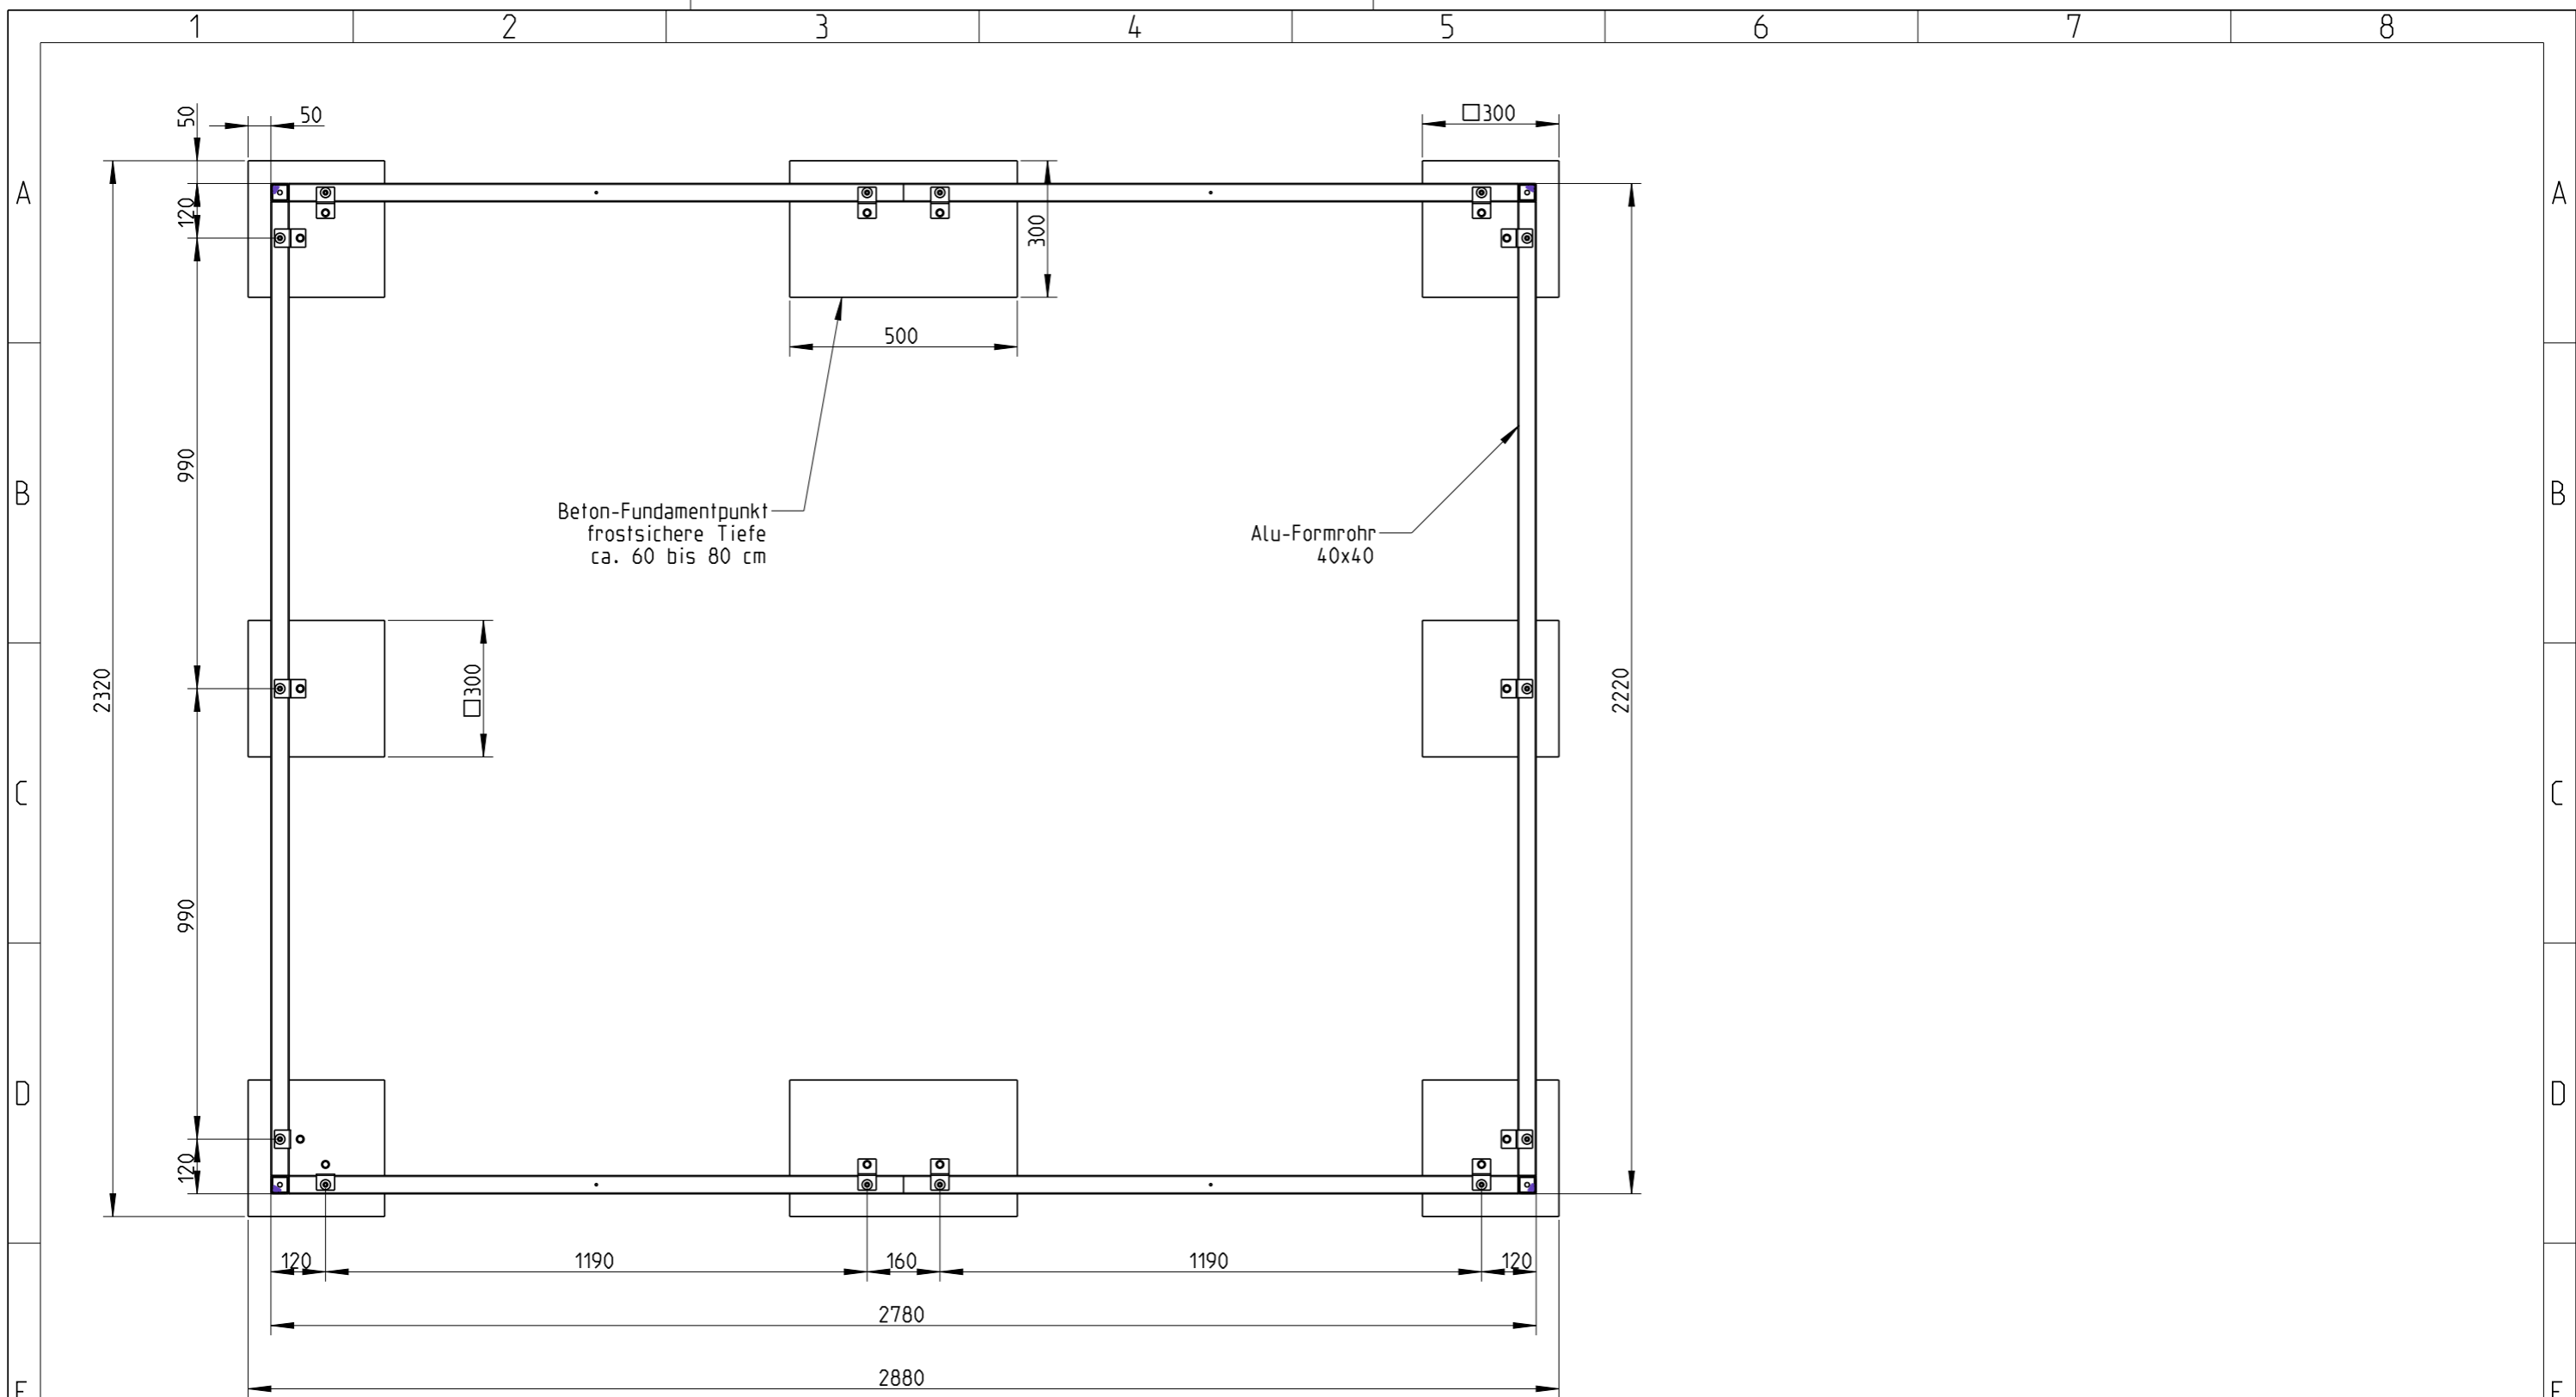 1 2 3 4 5 6 7 8
50 50 □300
A 120 300 A
500
990
B Beton-Fundamentpunkt B
frostsichere Tiefe
ca. 60 bis 80 cm
Alu-Formrohr
40x40
2320 □300 2220
C C
990
D D
120
120 1190 160 1190 120
2780
2880